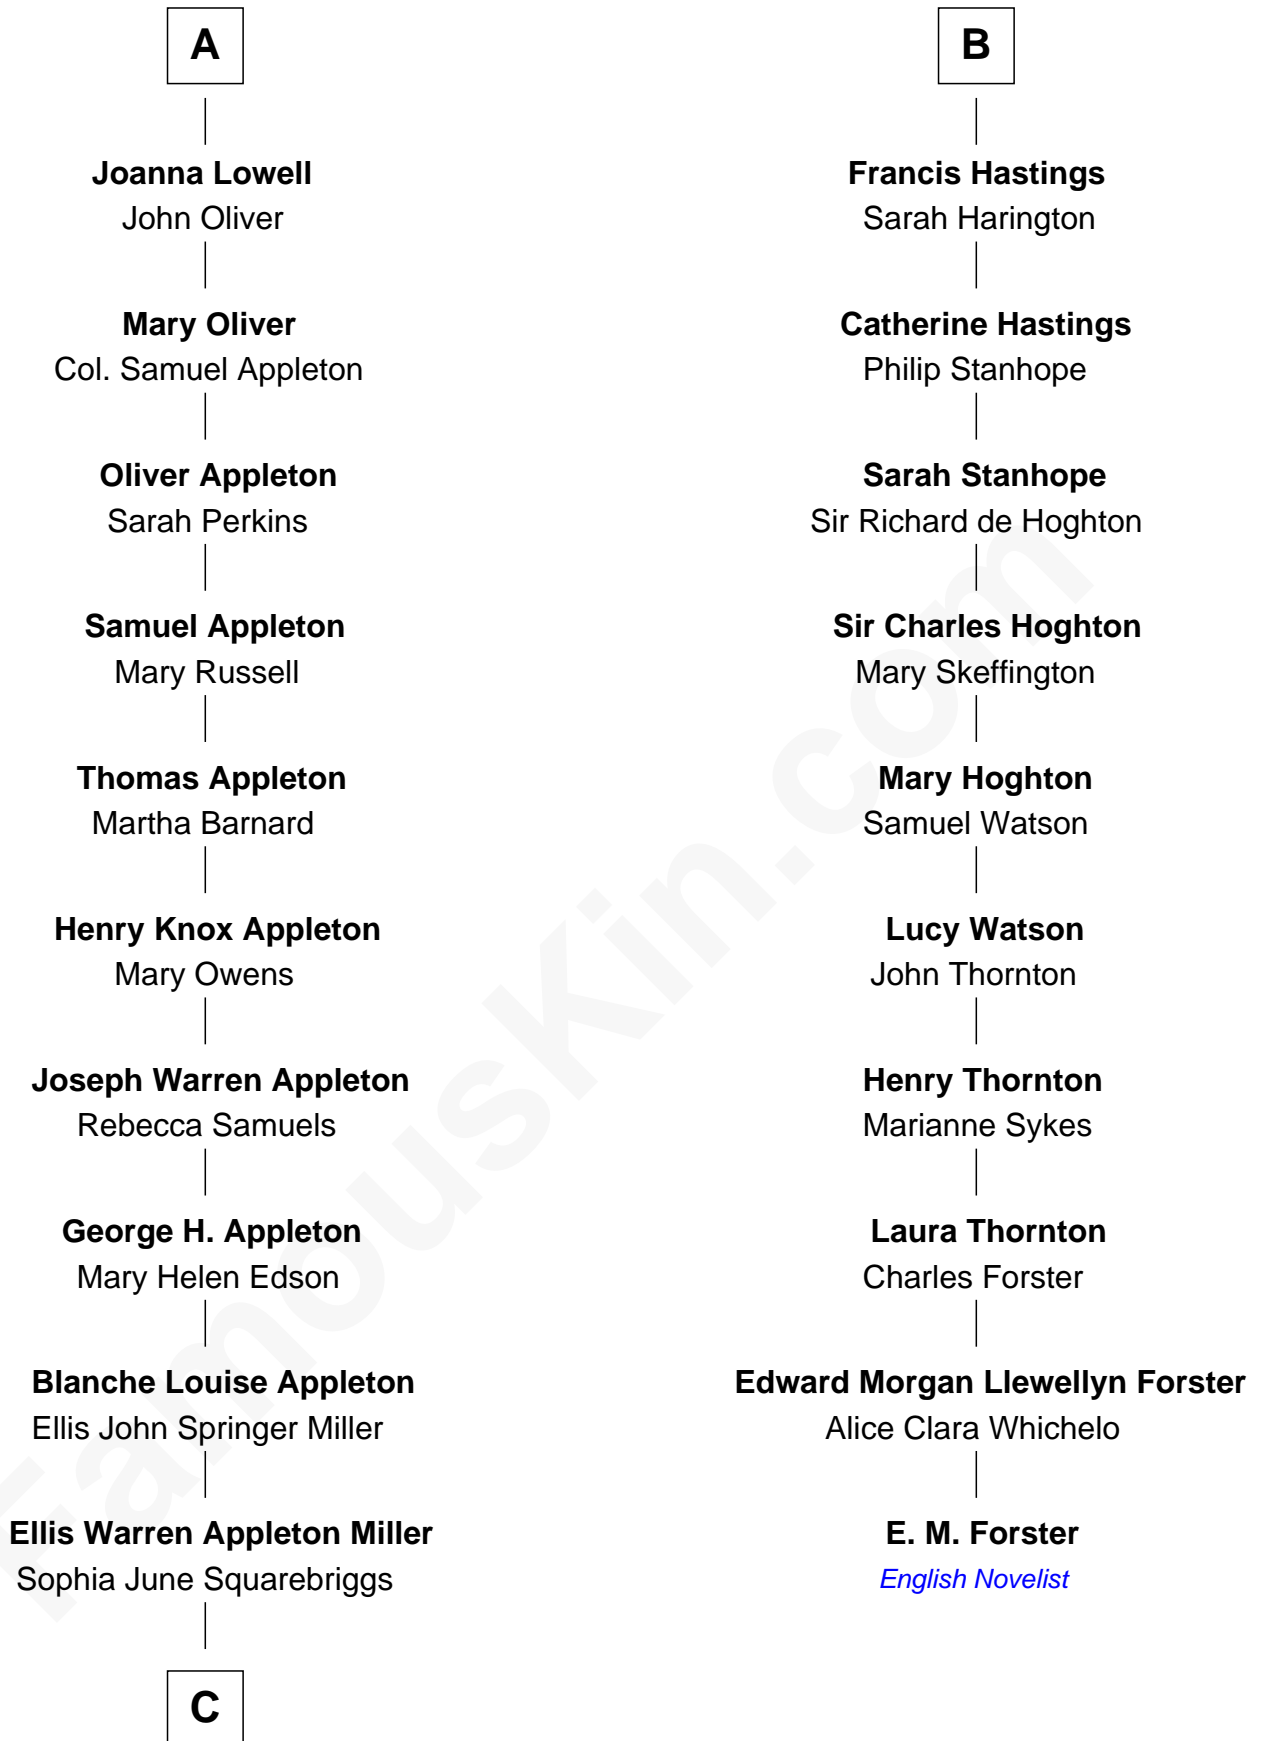 A
Joanna Lowell
John Oliver
Mary Oliver
Col. Samuel Appleton
Oliver Appleton
Sarah Perkins
Samuel Appleton
Mary Russell
Thomas Appleton
Martha Barnard
Henry Knox Appleton
Mary Owens
Joseph Warren Appleton
Rebecca Samuels
George H. Appleton
Mary Helen Edson
Blanche Louise Appleton
Ellis John Springer Miller
Ellis Warren Appleton Miller
Sophia June Squarebriggs
C
B
Francis Hastings
Sarah Harington
Catherine Hastings
Philip Stanhope
Sarah Stanhope
Sir Richard de Hoghton
Sir Charles Hoghton
Mary Skeffington
Mary Hoghton
Samuel Watson
Lucy Watson
John Thornton
Henry Thornton
Marianne Sykes
Laura Thornton
Charles Forster
Edward Morgan Llewellyn Forster
Alice Clara Whichelo
E. M. Forster
English Novelist
FamousKin.com